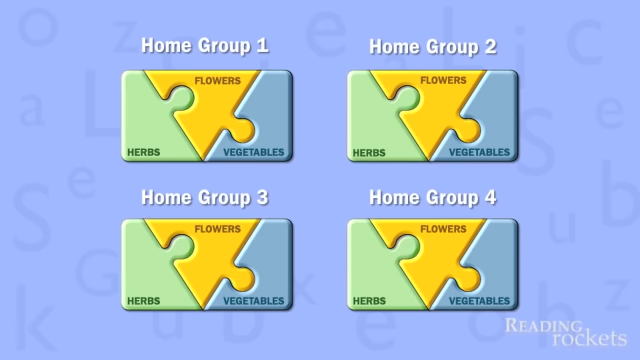 Home Group 1
Home Group 2
FLOWERS
HERBS
VEGETABLES
FLOWERS
HERBS
VEGETABLES
Home Group 3
Home Group 4
FLOWERS
HERBS
VEGETABLES
FLOWERS
HERBS
VEGETABLES
READING
rockets